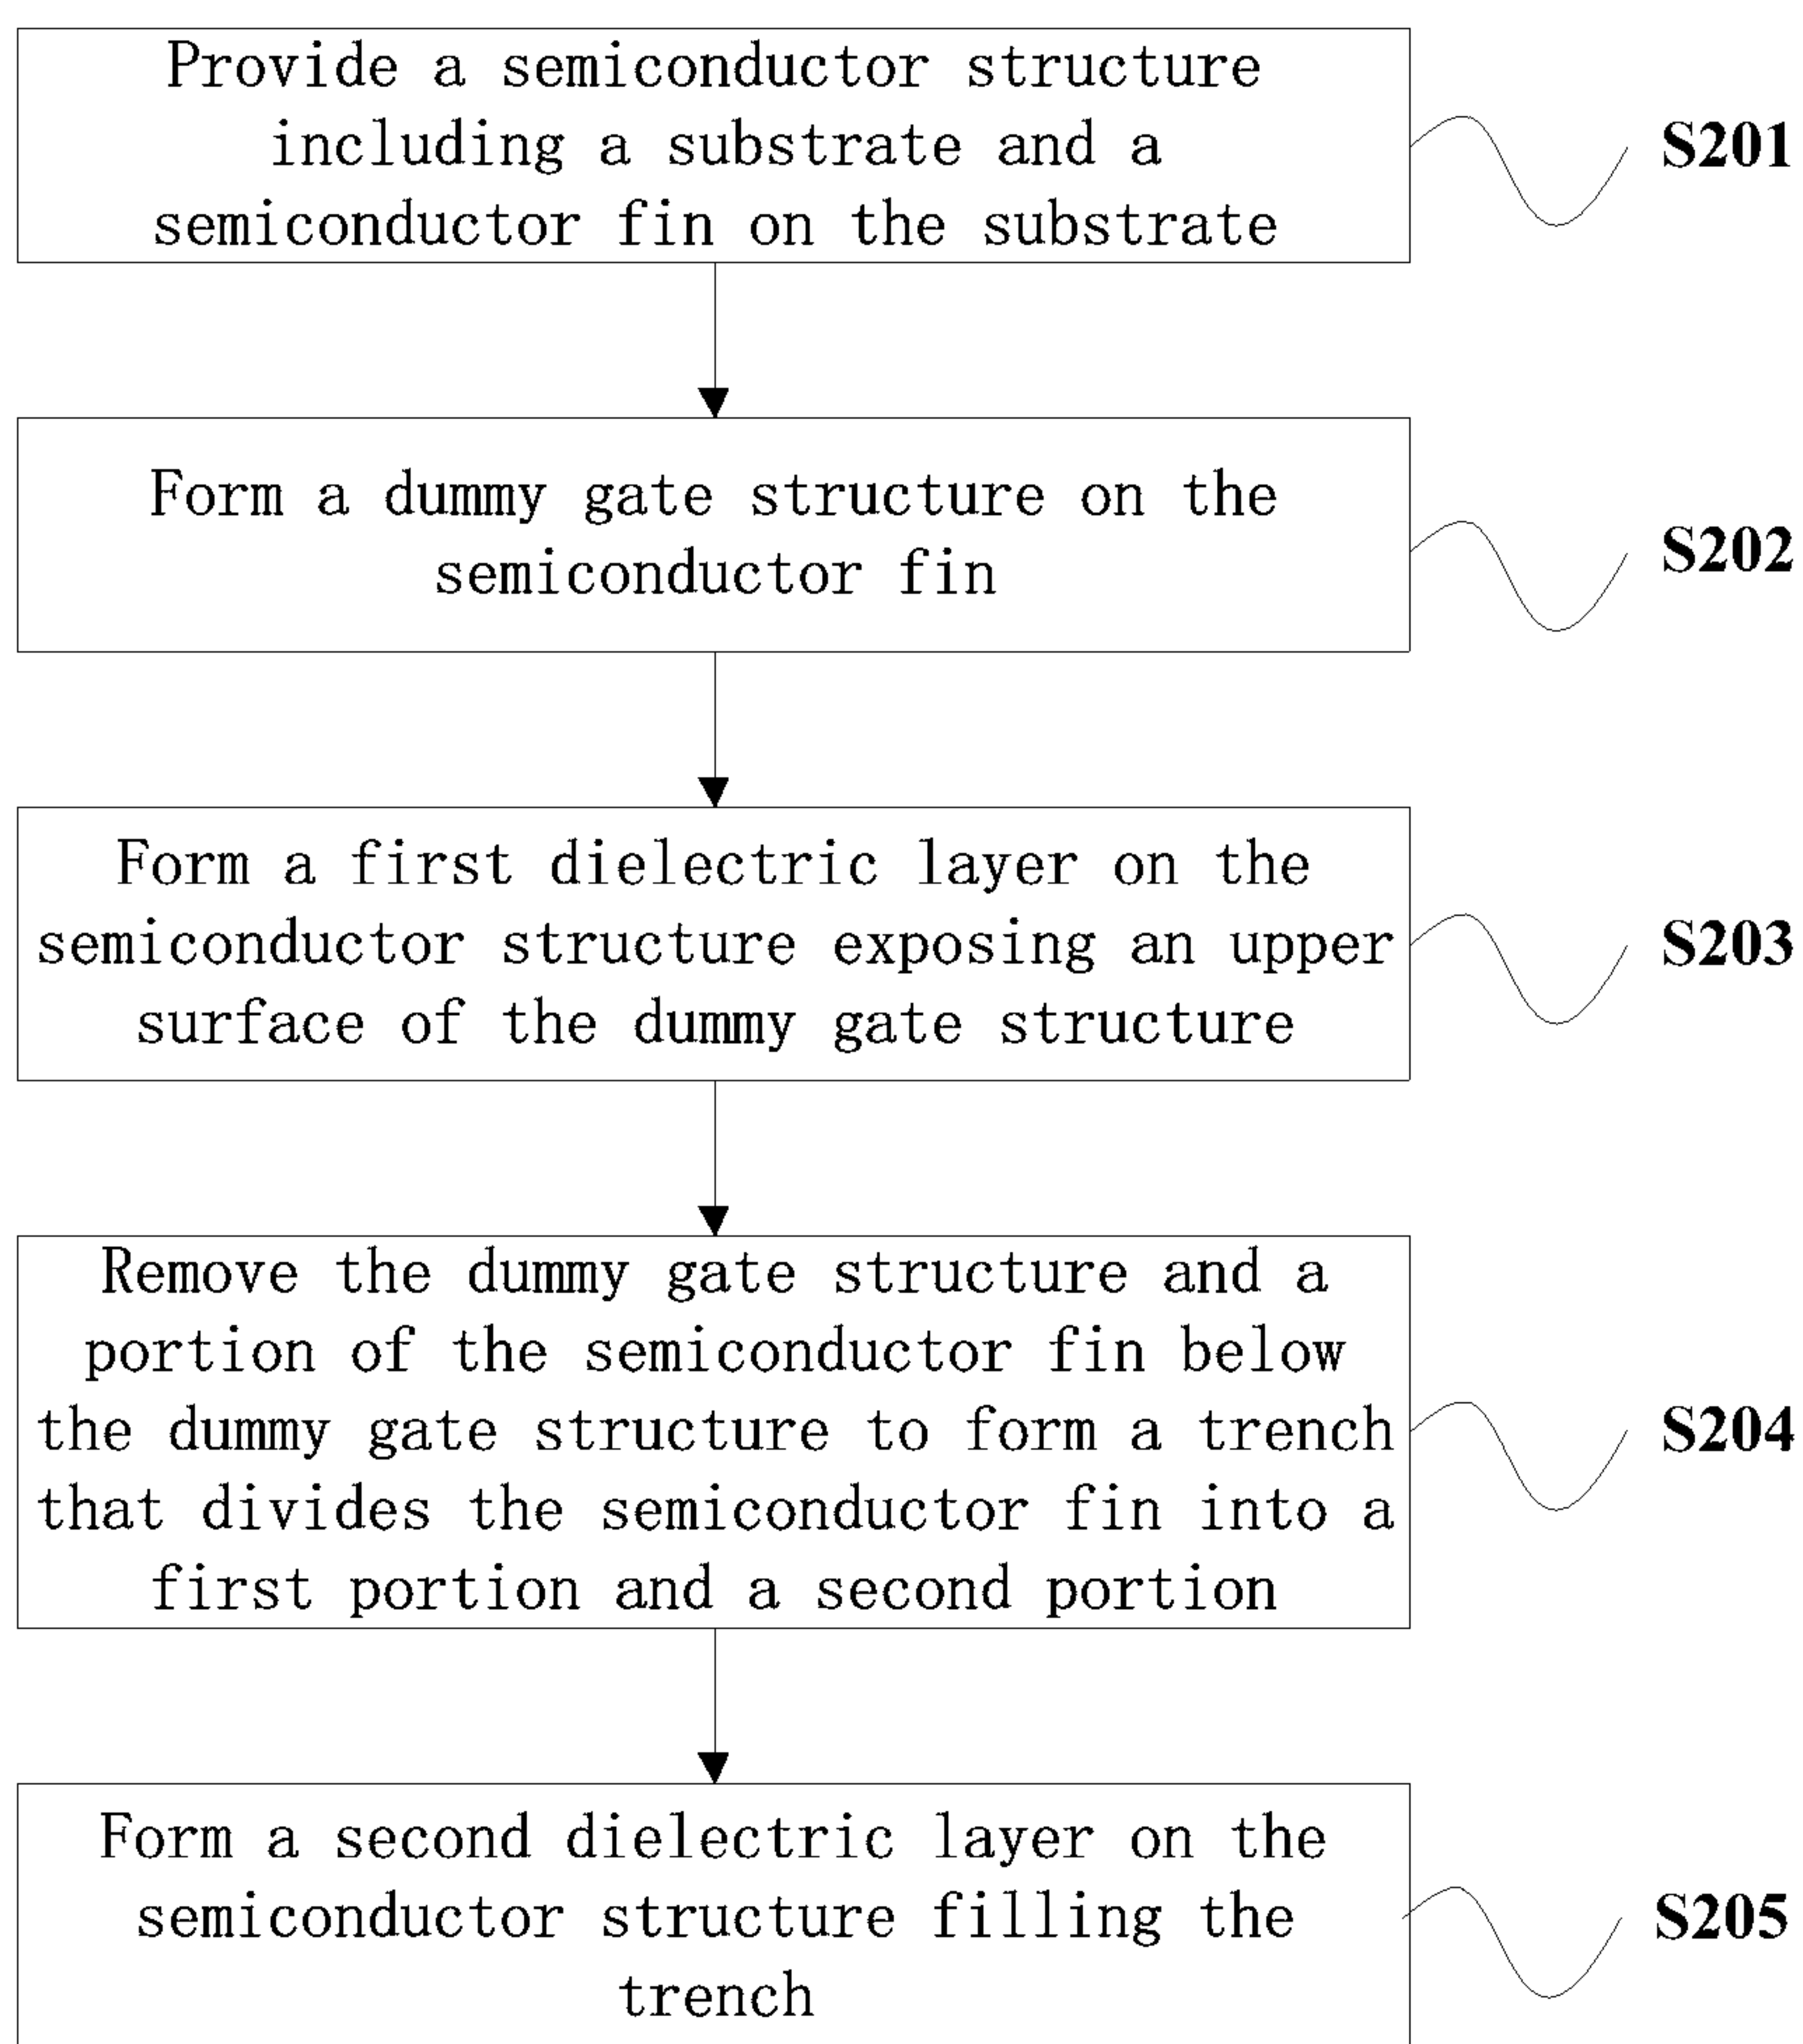 Provide a semiconductor structure
including a substrate and a
semiconductor fin on the substrate
S201
Form a dummy gate structure on the
semiconductor fin
S202
Form a first dielectric layer on the
semiconductor structure exposing an upper
surface of the dummy gate structure
S203
Remove the dummy gate structure and a
portion of the semiconductor fin below
the dummy gate structure to form a trench
that divides the semiconductor fin into a
first portion and a second portion
S204
Form a second dielectric layer on the
semiconductor structure filling the
trench
S205